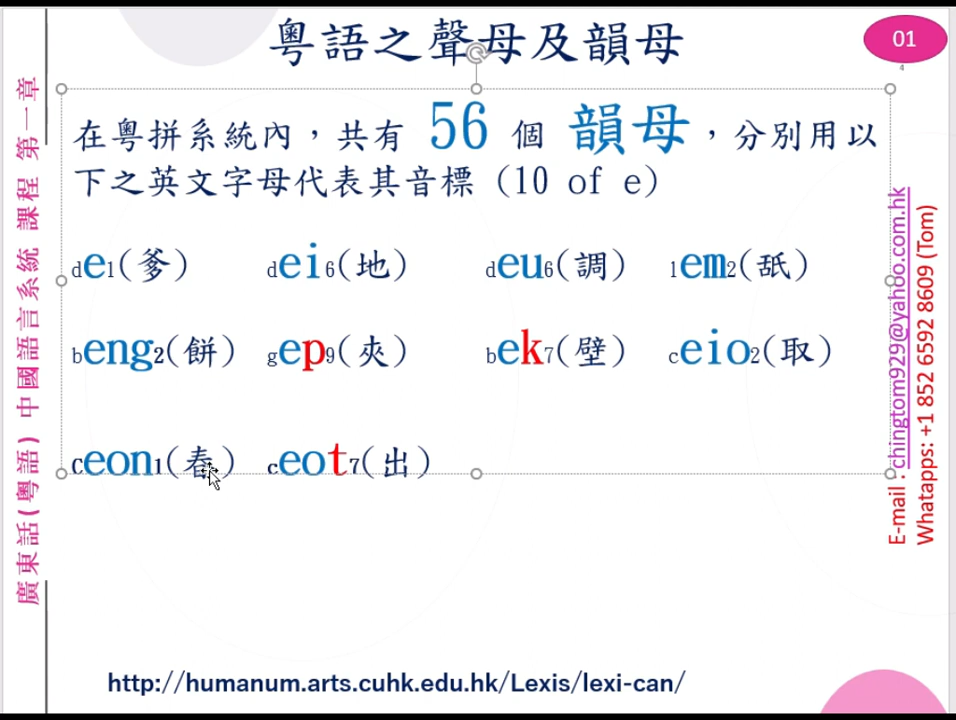 粵語之聲母及韻母
01
4
在粵拼系統內，共有 56 個 韻母，分別用以
下之英文字母代表其音標 (10 of e)
de1(爹) dei6(地) deu6(調) lem2(舐)
beng2(餅) gep9(夾) bek7(壁) ceio2(取)
ceon1(春) ceot7(出)
http://humanum.arts.cuhk.edu.hk/Lexis/lexi-can/
廣東話(粵語) 中國語言系統 課程 第一章
E-mail : chingtom929@yahoo.com.hk
Whatapps: +1 852 6592 8609 (Tom)